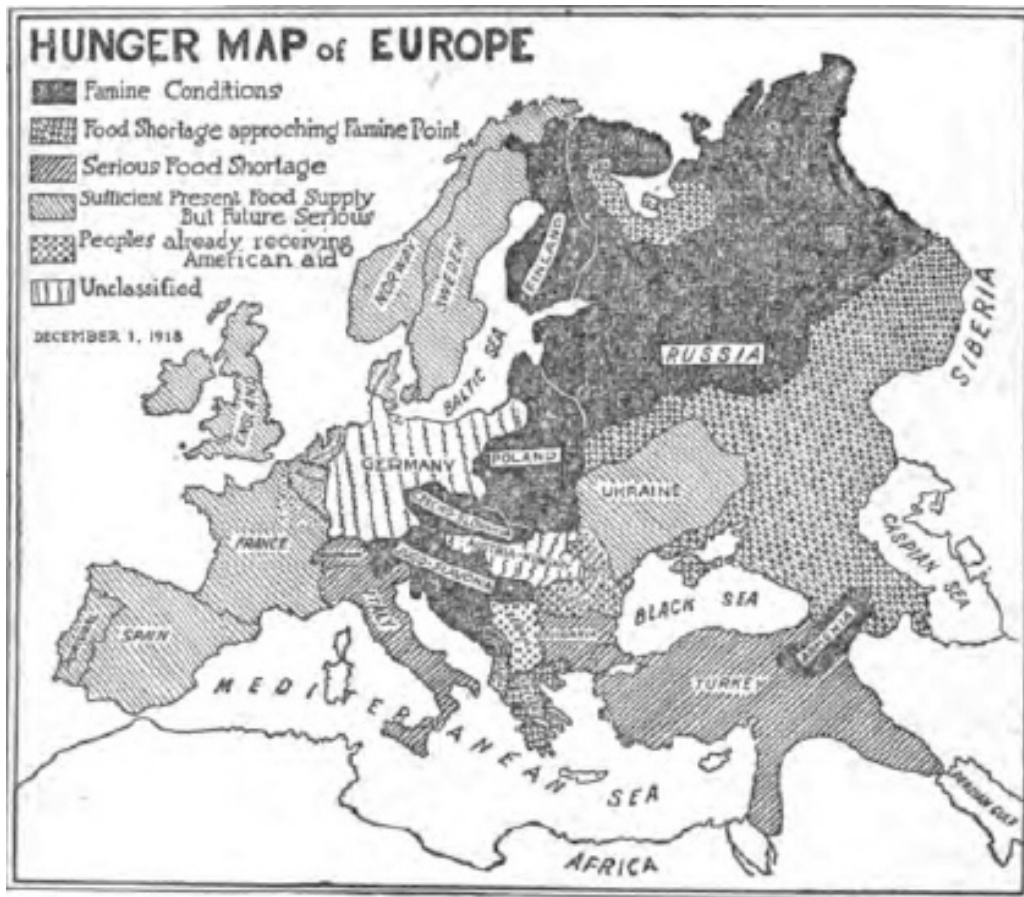 HUNGER MAP of EUROPE
Famine Conditions
Food Shortage approching Famine Point
Serious Food Shortage
Sufficient Present Food Supply
But Future Serious
Peoples already receiving
American aid
Unclassified
DECEMBER 1, 1918
NORWAY
SWEDEN
FINLAND
BALTIC SEA
RUSSIA
SIBERIA
ENGLAND
GERMANY
POLAND
UKRAINE
FRANCE
CASPIAN SEA
BLACK SEA
ITALY
ARMENIA
PORTUGAL
SPAIN
TURKEY
MEDITERRANEAN SEA
PERSIAN GULF
AFRICA